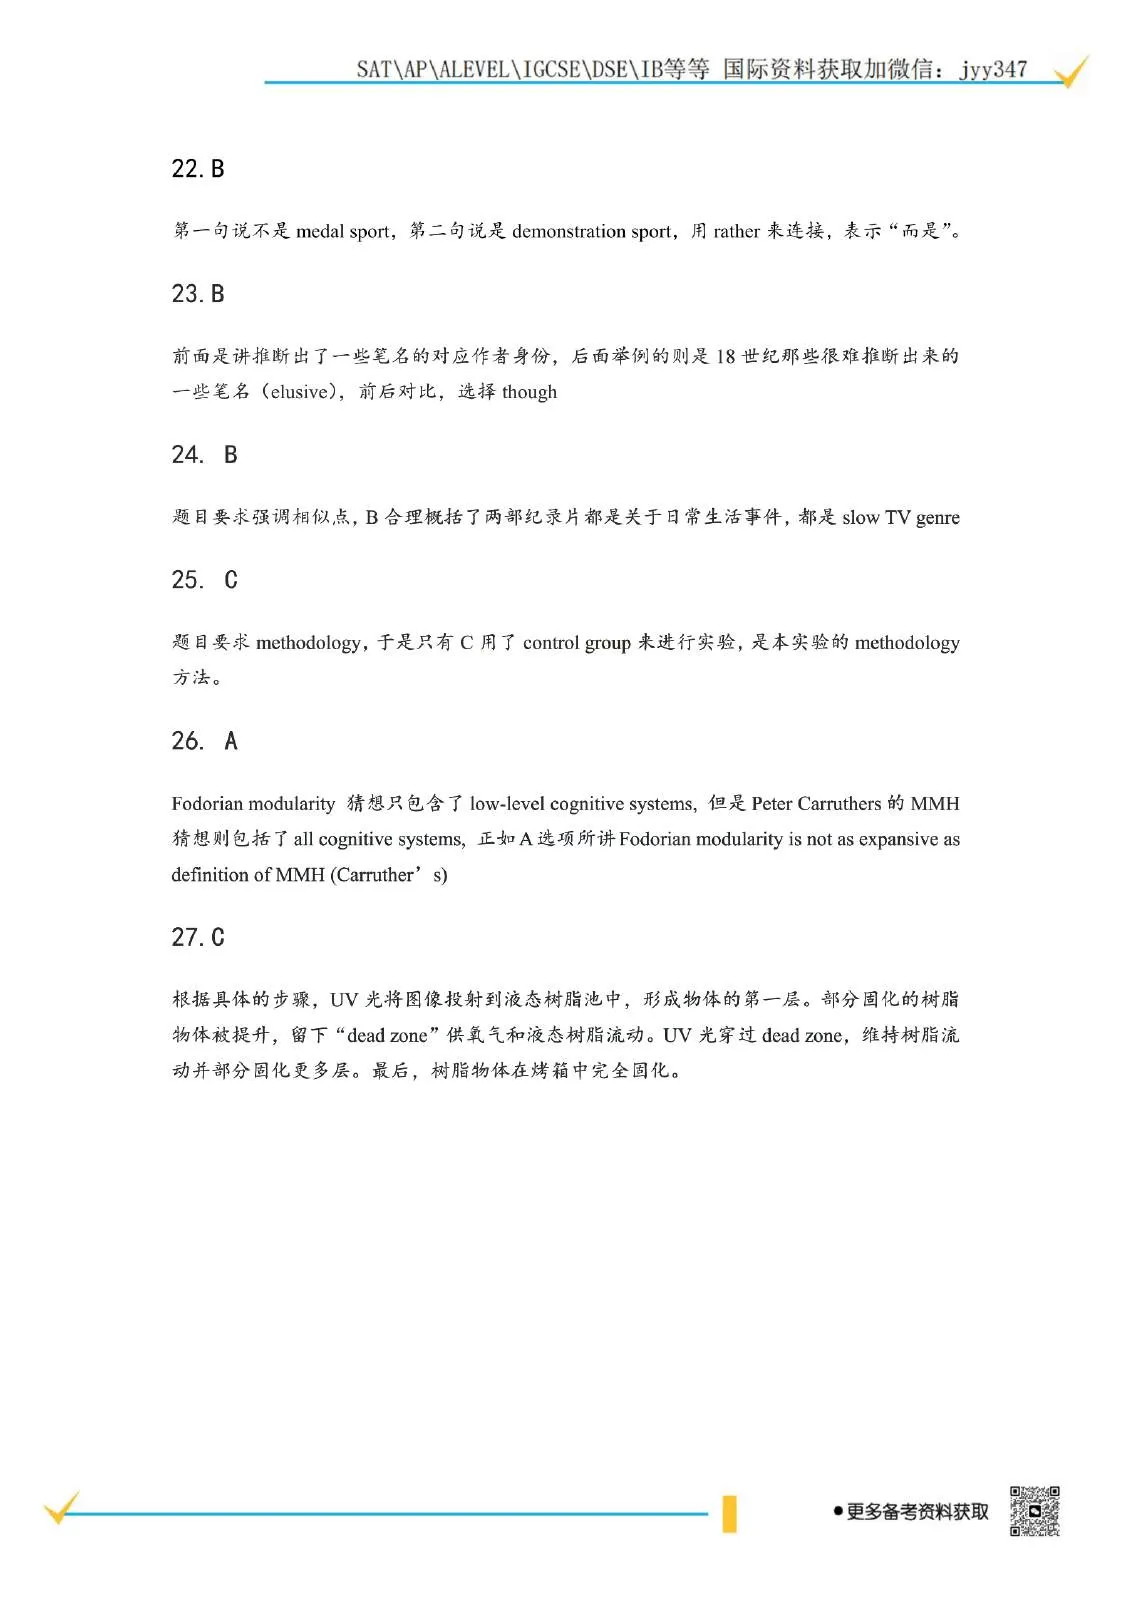 SAT\AP\ALEVEL\IGCSE\DSE\IB等等 国际资料获取加微信：jyy347
22.B
第一句说不是 medal sport，第二句说是 demonstration sport，用 rather 来连接，表示“而是”。
23.B
前面是讲推断出了一些笔名的对应作者身份，后面举例的则是 18 世纪那些很难推断出来的
一些笔名（elusive），前后对比，选择 though
24. B
题目要求强调相似点，B 合理概括了两部纪录片都是关于日常生活事件，都是 slow TV genre
25. C
题目要求 methodology，于是只有 C 用了 control group 来进行实验，是本实验的 methodology
方法。
26. A
Fodorian modularity 猜想只包含了 low-level cognitive systems, 但是 Peter Carruthers 的 MMH
猜想则包括了 all cognitive systems, 正如 A 选项所讲 Fodorian modularity is not as expansive as
definition of MMH (Carruther’s)
27.C
根据具体的步骤，UV 光将图像投射到液态树脂池中，形成物体的第一层。部分固化的树脂
物体被提升，留下“dead zone”供氧气和液态树脂流动。UV 光穿过 dead zone，维持树脂流
动并部分固化更多层。最后，树脂物体在烤箱中完全固化。
●更多备考资料获取